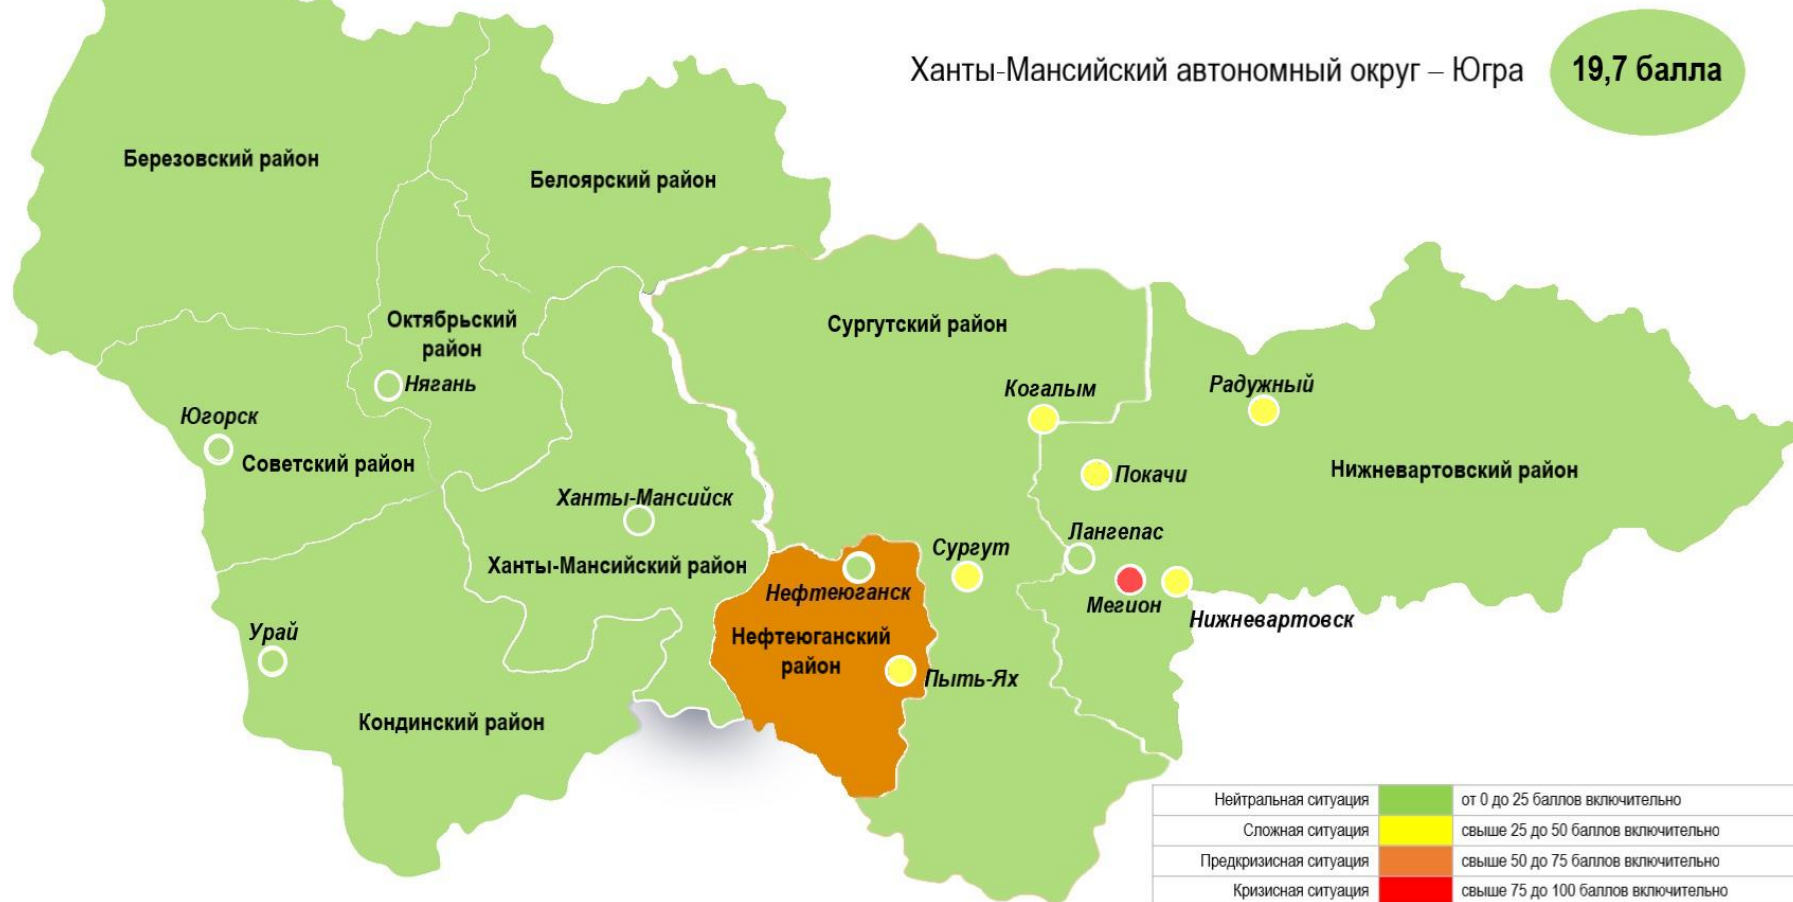 Ханты-Мансийский автономный округ – Югра
19,7 балла
Березовский район
Белоярский район
Октябрьский
район
Нягань
Югорск
Советский район
Сургутский район
Когалым
Радужный
Покачи
Нижневартовский район
Ханты-Мансийск
Ханты-Мансийский район
Лангепас
Сургут
Мегион
Нижневартовск
Нефтеюганск
Нефтеюганский
район
Пыть-Ях
Урай
Кондинский район
Нейтральная ситуация от 0 до 25 баллов включительно
Сложная ситуация свыше 25 до 50 баллов включительно
Предкризисная ситуация свыше 50 до 75 баллов включительно
Кризисная ситуация свыше 75 до 100 баллов включительно